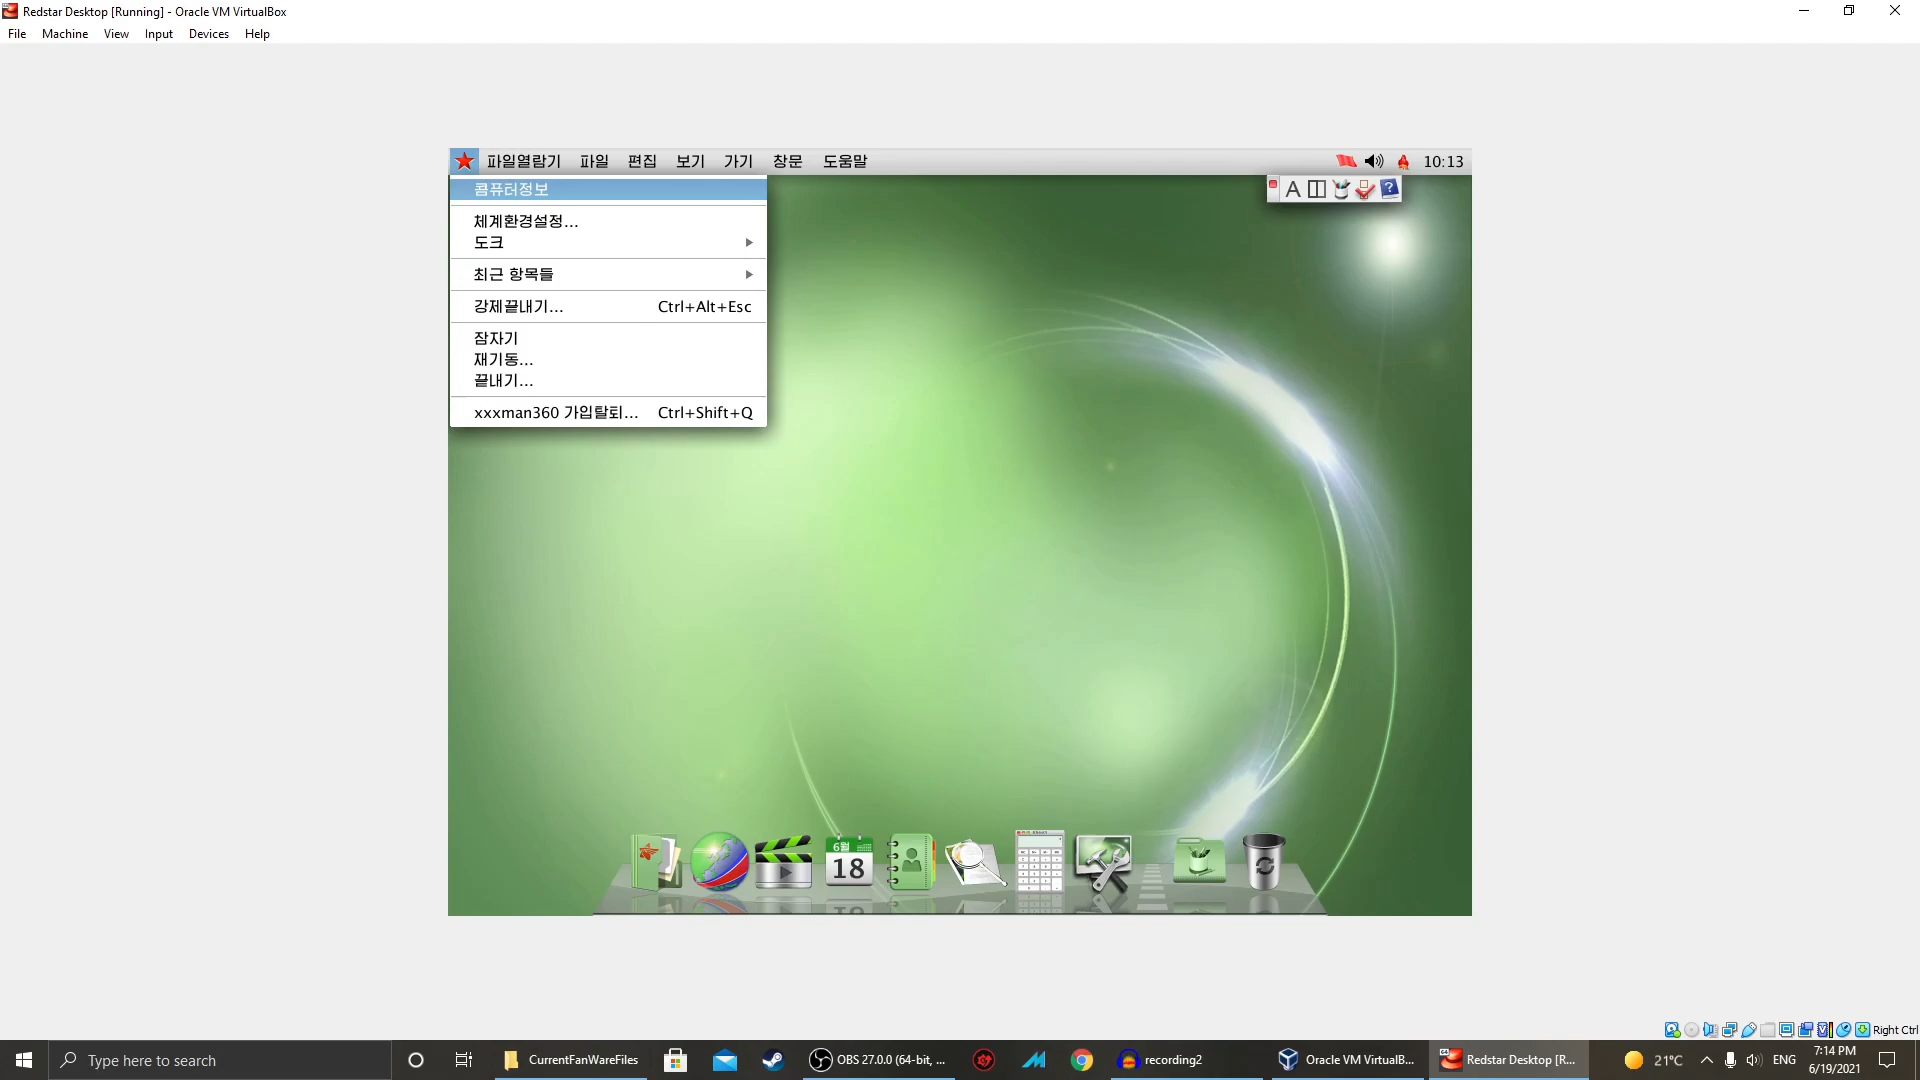 Redstar Desktop [Running] - Oracle VM VirtualBox
File Machine View Input Devices Help
파일열람기 파일 편집 보기 가기 창문 도움말 10:13
콤퓨터정보
A ?
체계환경설정...
도크
최근 항목들
강제끝내기... Ctrl+Alt+Esc
잠자기
재기동...
끝내기...
xxxman360 가입탈퇴... Ctrl+Shift+Q
6월
18
Right Ctrl
Type here to search
CurrentFanWareFiles
OBS 27.0.0 (64-bit, ...
recording2
Oracle VM VirtualB...
Redstar Desktop [R...
21°C
ENG
7:14 PM
6/19/2021